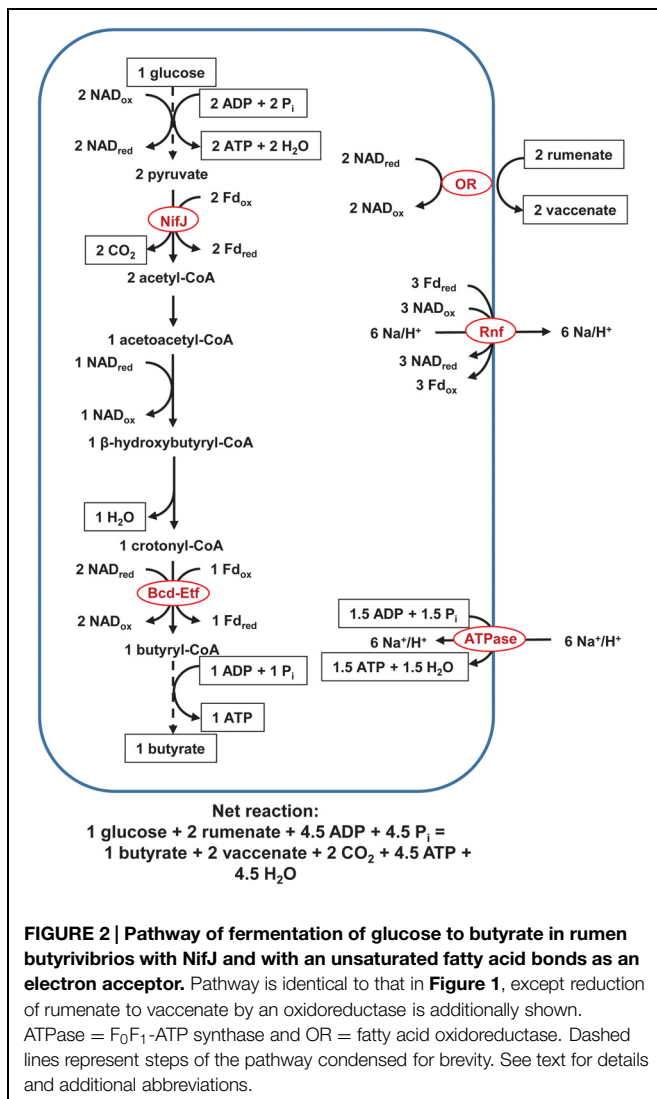 1 glucose
2 NADox
2 ADP + 2 Pi
2 NADred
2 ATP + 2 H2O
2 pyruvate
2 Fdox
NifJ
2 CO2
2 Fdred
2 acetyl-CoA
1 acetoacetyl-CoA
1 NADred
1 NADox
1 β-hydroxybutyryl-CoA
1 H2O
1 crotonyl-CoA
2 NADred
1 Fdox
Bcd-Etf
2 NADox
1 Fdred
1 butyryl-CoA
1 ADP + 1 Pi
1 ATP
1 butyrate
2 NADred
2 rumenate
OR
2 NADox
2 vaccenate
3 Fdred
3 NADox
6 Na/H+
Rnf
6 Na/H+
3 NADred
3 Fdox
1.5 ADP + 1.5 Pi
ATPase
6 Na+/H+
6 Na+/H+
1.5 ATP + 1.5 H2O
Net reaction:
1 glucose + 2 rumenate + 4.5 ADP + 4.5 Pi =
1 butyrate + 2 vaccenate + 2 CO2 + 4.5 ATP +
4.5 H2O
FIGURE 2 | Pathway of fermentation of glucose to butyrate in rumen
butyrivibrios with NifJ and with an unsaturated fatty acid bonds as an
electron acceptor. Pathway is identical to that in Figure 1, except reduction
of rumenate to vaccenate by an oxidoreductase is additionally shown.
ATPase = F0F1-ATP synthase and OR = fatty acid oxidoreductase. Dashed
lines represent steps of the pathway condensed for brevity. See text for details
and additional abbreviations.